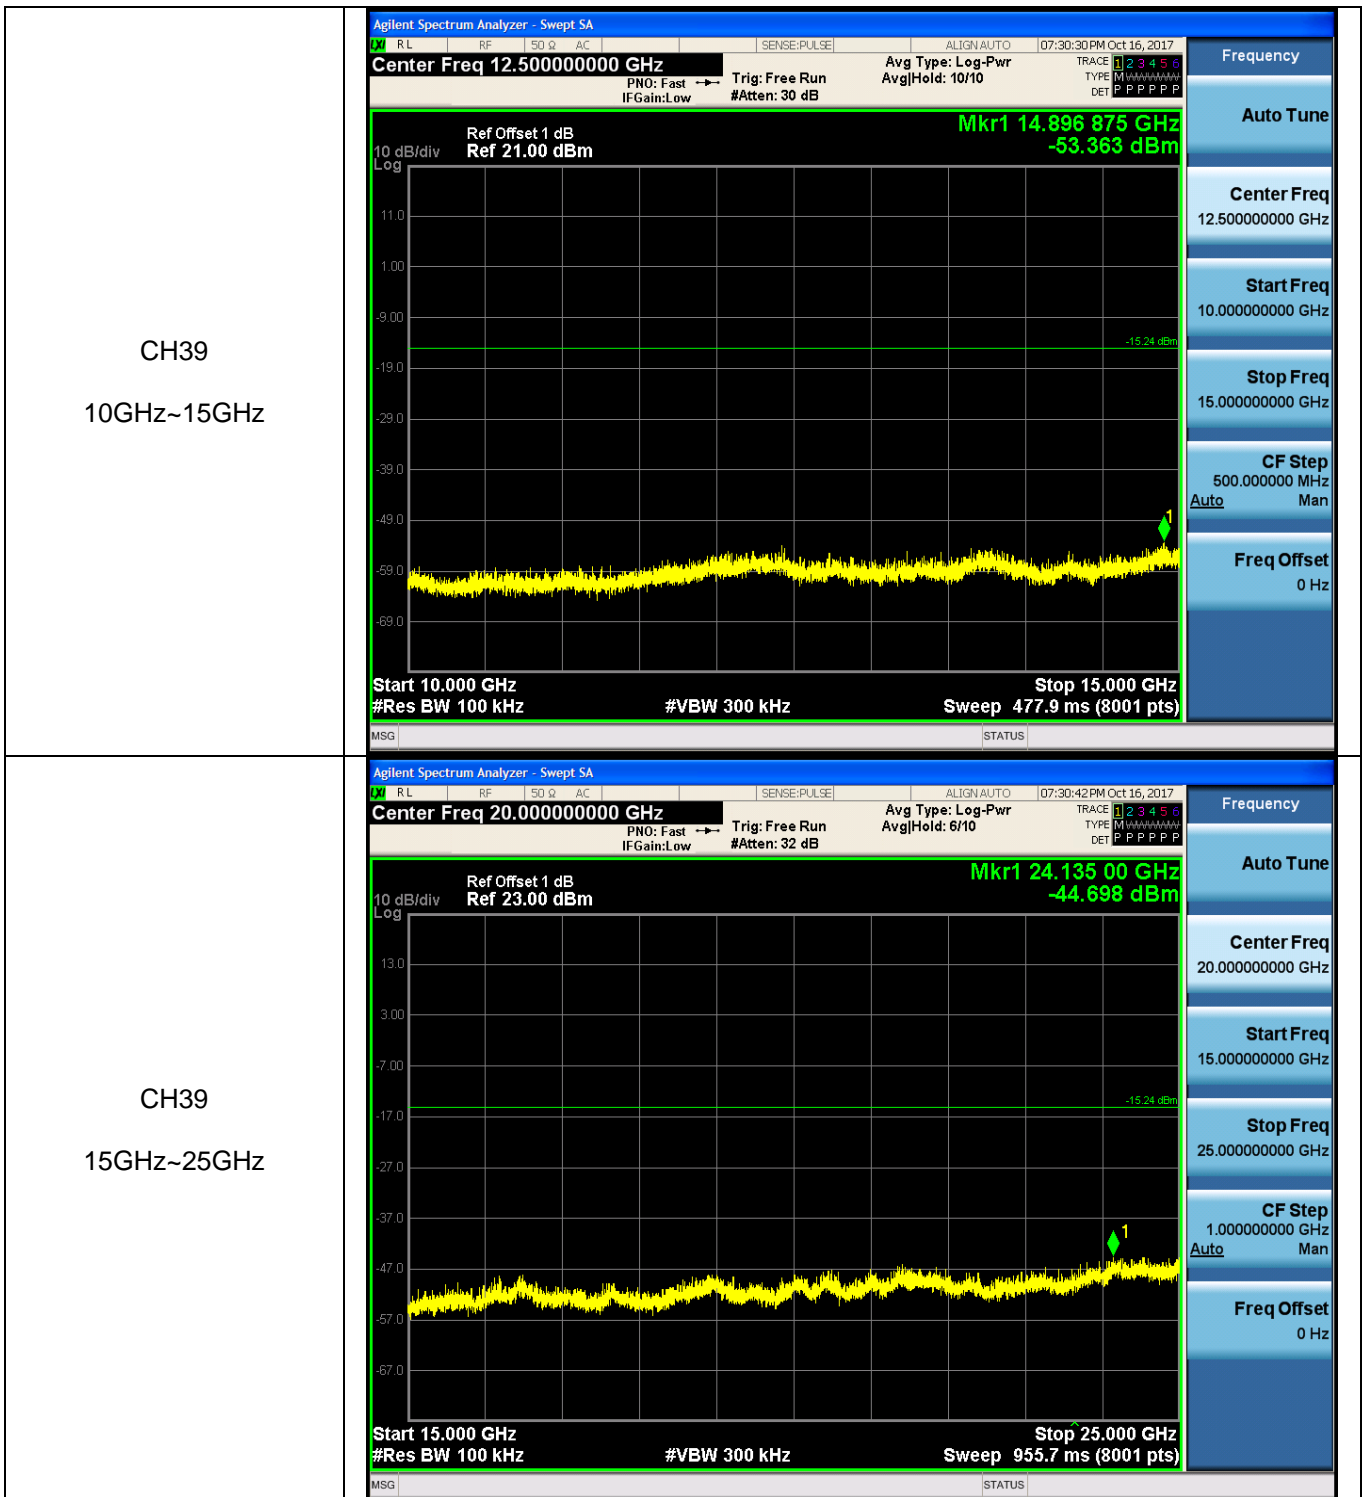 CH39
10GHz~15GHz
Agilent Spectrum Analyzer - Swept SA
LXI RL RF 50 Ω AC SENSE:PULSE ALIGN AUTO 07:30:30 PM Oct 16, 2017
Center Freq 12.500000000 GHz
PNO: Fast
IFGain:Low
Trig: Free Run
#Atten: 30 dB
Avg Type: Log-Pwr
Avg|Hold: 10/10
TRACE 1 2 3 4 5 6
TYPE M WWWWW
DET P P P P P P
Mkr1 14.896 875 GHz
-53.363 dBm
Ref Offset 1 dB
10 dB/div Ref 21.00 dBm
Log
11.0
1.00
-9.00
-15.24 dBm
-19.0
-29.0
-39.0
-49.0
1
-59.0
-69.0
Start 10.000 GHz Stop 15.000 GHz
#Res BW 100 kHz #VBW 300 kHz Sweep 477.9 ms (8001 pts)
MSG STATUS
Frequency
Auto Tune
Center Freq
12.500000000 GHz
Start Freq
10.000000000 GHz
Stop Freq
15.000000000 GHz
CF Step
500.000000 MHz
Auto Man
Freq Offset
0 Hz
CH39
15GHz~25GHz
Agilent Spectrum Analyzer - Swept SA
LXI RL RF 50 Ω AC SENSE:PULSE ALIGN AUTO 07:30:42 PM Oct 16, 2017
Center Freq 20.000000000 GHz
PNO: Fast
IFGain:Low
Trig: Free Run
#Atten: 32 dB
Avg Type: Log-Pwr
Avg|Hold: 6/10
TRACE 1 2 3 4 5 6
TYPE M WWWWW
DET P P P P P P
Mkr1 24.135 00 GHz
-44.698 dBm
Ref Offset 1 dB
10 dB/div Ref 23.00 dBm
Log
13.0
3.00
-7.00
-15.24 dBm
-17.0
-27.0
-37.0
1
-47.0
-57.0
-67.0
Start 15.000 GHz Stop 25.000 GHz
#Res BW 100 kHz #VBW 300 kHz Sweep 955.7 ms (8001 pts)
MSG STATUS
Frequency
Auto Tune
Center Freq
20.000000000 GHz
Start Freq
15.000000000 GHz
Stop Freq
25.000000000 GHz
CF Step
1.000000000 GHz
Auto Man
Freq Offset
0 Hz